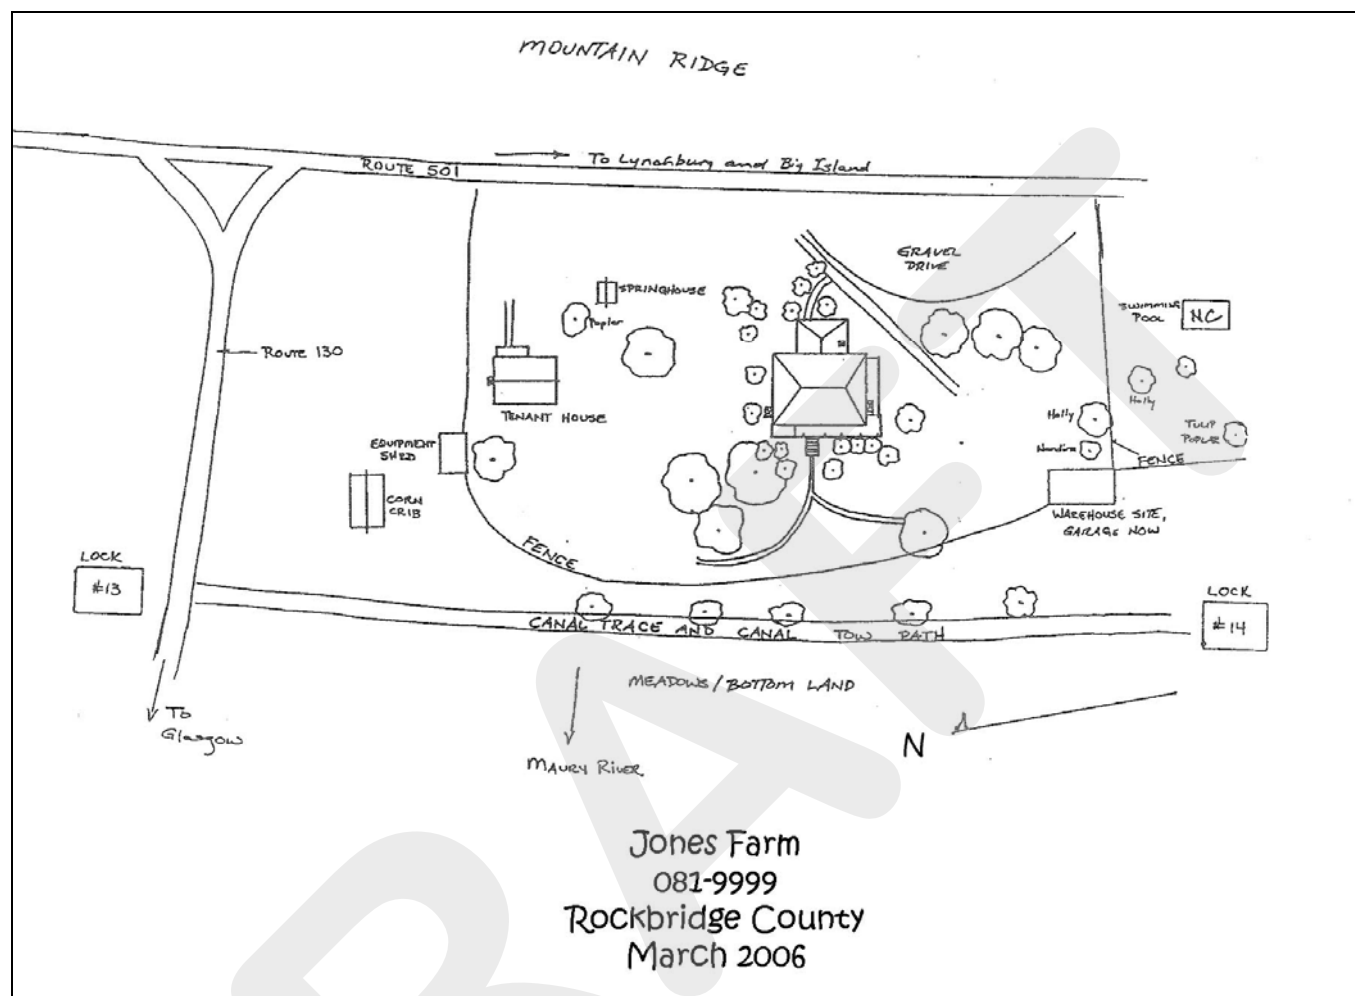 MOUNTAIN RIDGE
ROUTE 501
To Lynchburg and Big Island
GRAVEL
DRIVE
SPRINGHOUSE
SWIMMING
POOL
NC
Poplar
Route 130
Holly
TENANT HOUSE
Holly
TULIP
POPLAR
EQUIPMENT
SHED
Nandina
FENCE
CORN
CRIB
WAREHOUSE SITE,
GARAGE NOW
FENCE
LOCK
#13
LOCK
#14
CANAL TRACE AND CANAL TOW PATH
MEADOWS/BOTTOM LAND
To
Glasgow
N
MAURY RIVER
Jones Farm
081-9999
Rockbridge County
March 2006
DRAFT